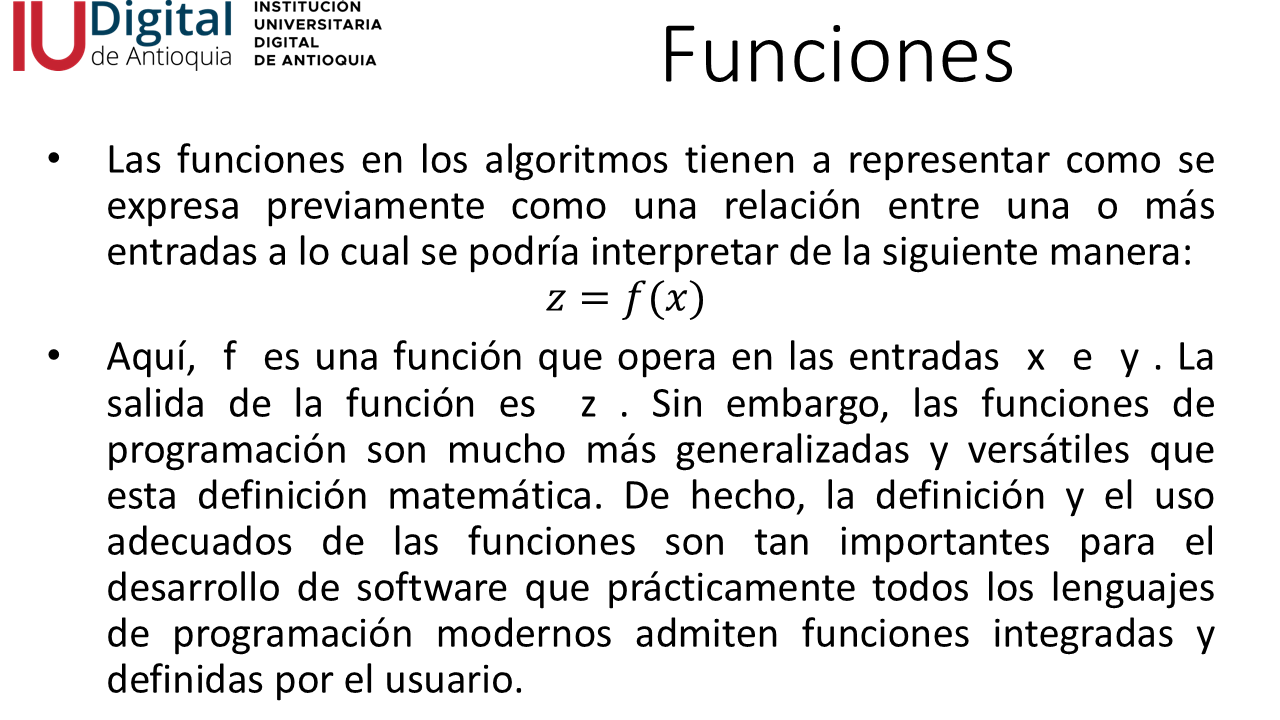 IUDigital
de Antioquia
INSTITUCIÓN
UNIVERSITARIA
DIGITAL
DE ANTIOQUIA
Funciones
• Las funciones en los algoritmos tienen a representar como se
expresa previamente como una relación entre una o más
entradas a lo cual se podría interpretar de la siguiente manera:
𝑧 = 𝑓(𝑥)
• Aquí, f es una función que opera en las entradas x e y . La
salida de la función es z . Sin embargo, las funciones de
programación son mucho más generalizadas y versátiles que
esta definición matemática. De hecho, la definición y el uso
adecuados de las funciones son tan importantes para el
desarrollo de software que prácticamente todos los lenguajes
de programación modernos admiten funciones integradas y
definidas por el usuario.